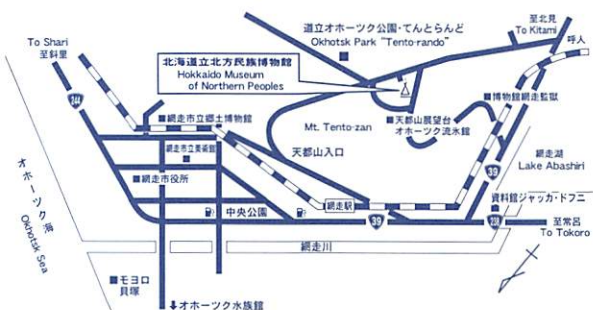 道立オホーツク公園・てんとらんど
Okhotsk Park "Tento-rando"
至北見
To Kitami
呼人
To Shari
至斜里
北海道立北方民族博物館
Hokkaido Museum
of Northern Peoples
244
網走市立郷土博物館
博物館網走監獄
天都山展望台
オホーツク流氷館
Mt. Tento-zan
網走市立美術館
天都山入口
網走湖
Lake Abashiri
39
網走市役所
資料館ジャッカ・ドフニ
オホーツク海
Okhotsk Sea
中央公園
網走駅
39
238
至常呂
To Tokoro
網走川
モヨロ
貝塚
オホーツク水族館